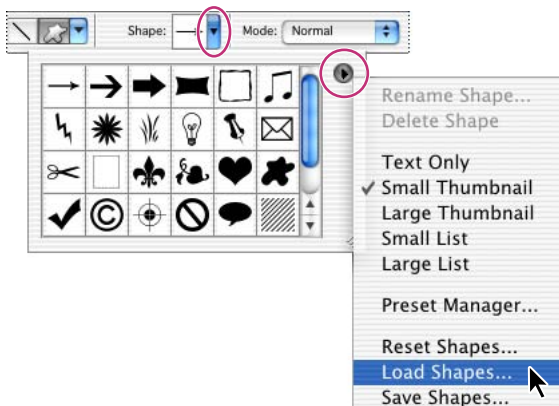 Shape: Mode: Normal
Rename Shape...
Delete Shape
Text Only
✓ Small Thumbnail
Large Thumbnail
Small List
Large List
Preset Manager...
Reset Shapes...
Load Shapes...
Save Shapes...